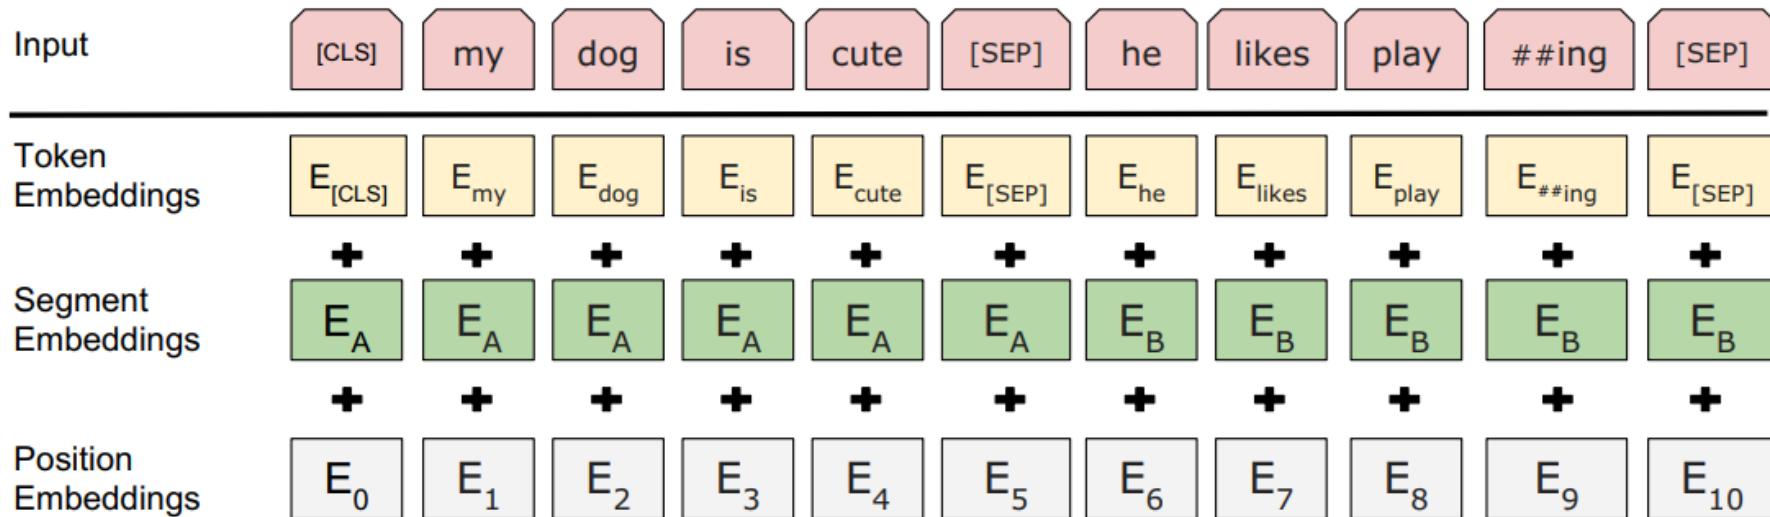 Input [CLS] my dog is cute [SEP] he likes play ##ing [SEP]
Token Embeddings E[CLS] Emy Edog Eis Ecute E[SEP] Ehe Elikes Eplay E##ing E[SEP]
+ + + + + + + + + + +
Segment Embeddings EA EA EA EA EA EA EB EB EB EB EB
+ + + + + + + + + + +
Position Embeddings E0 E1 E2 E3 E4 E5 E6 E7 E8 E9 E10